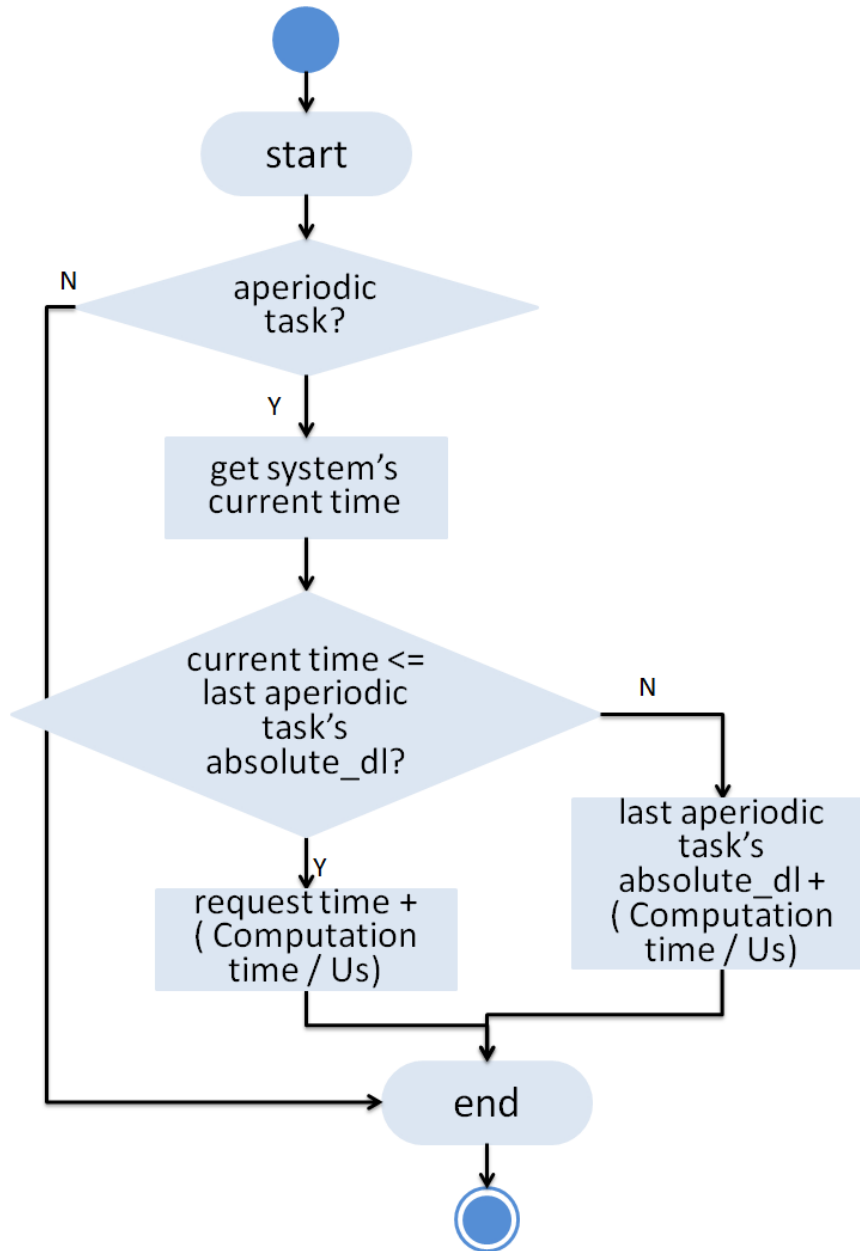 start
N
aperiodic
task?
Y
get system’s
current time
current time <=
last aperiodic
task’s
absolute_dl?
N
last aperiodic
task’s
absolute_dl +
( Computation
time / Us)
Y
request time +
( Computation
time / Us)
end